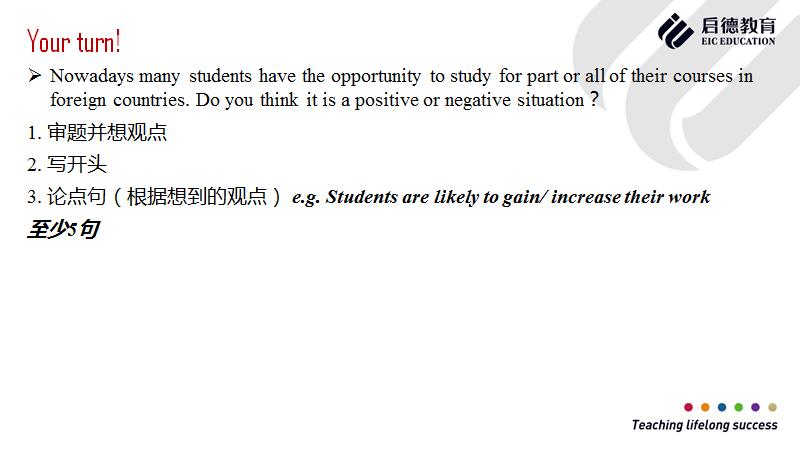 Your turn!
启德教育
EIC EDUCATION
➢ Nowadays many students have the opportunity to study for part or all of their courses in
foreign countries. Do you think it is a positive or negative situation？
1. 审题并想观点
2. 写开头
3. 论点句（根据想到的观点） e.g. Students are likely to gain/ increase their work
至少5句
Teaching lifelong success